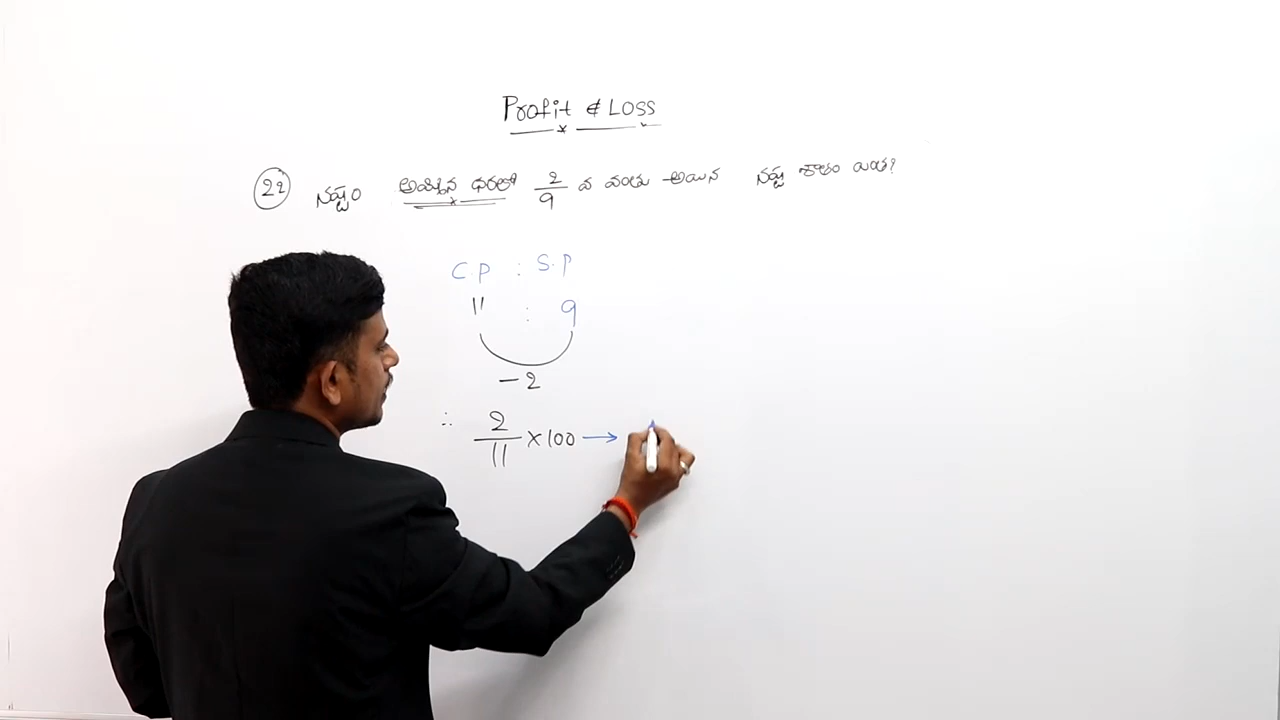 Profit & Loss
22 నష్టం అమ్మిన ధరలో 2/9 వ వంతు అయిన నష్ట శాతం ఎంత?
C.P : S.P
11 : 9
– 2
∴ 2/11 × 100 →